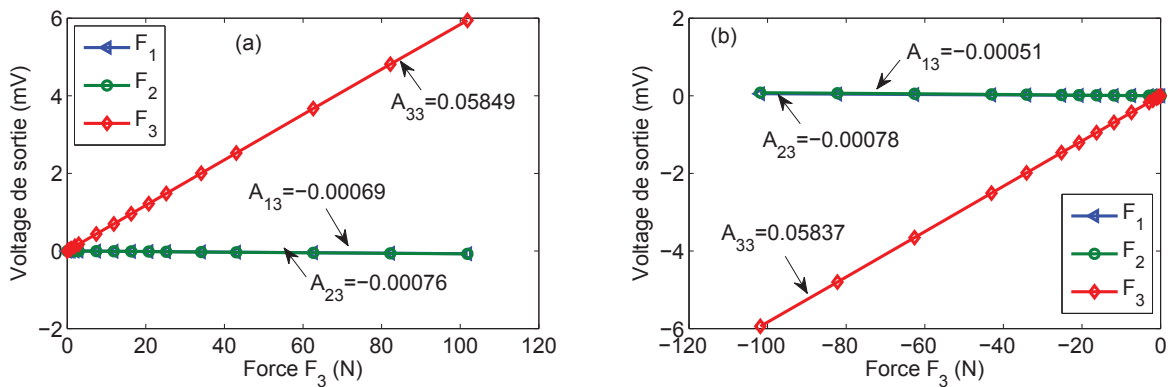 (a)
F1
F2
F3
A33=0.05849
A13=−0.00069
A23=−0.00076
Voltage de sortie (mV)
6
4
2
0
−2
0 20 40 60 80 100 120
Force F3 (N)
(b)
A13=−0.00051
A23=−0.00078
A33=0.05837
F1
F2
F3
Voltage de sortie (mV)
2
0
−2
−4
−6
−120 −100 −80 −60 −40 −20 0
Force F3 (N)